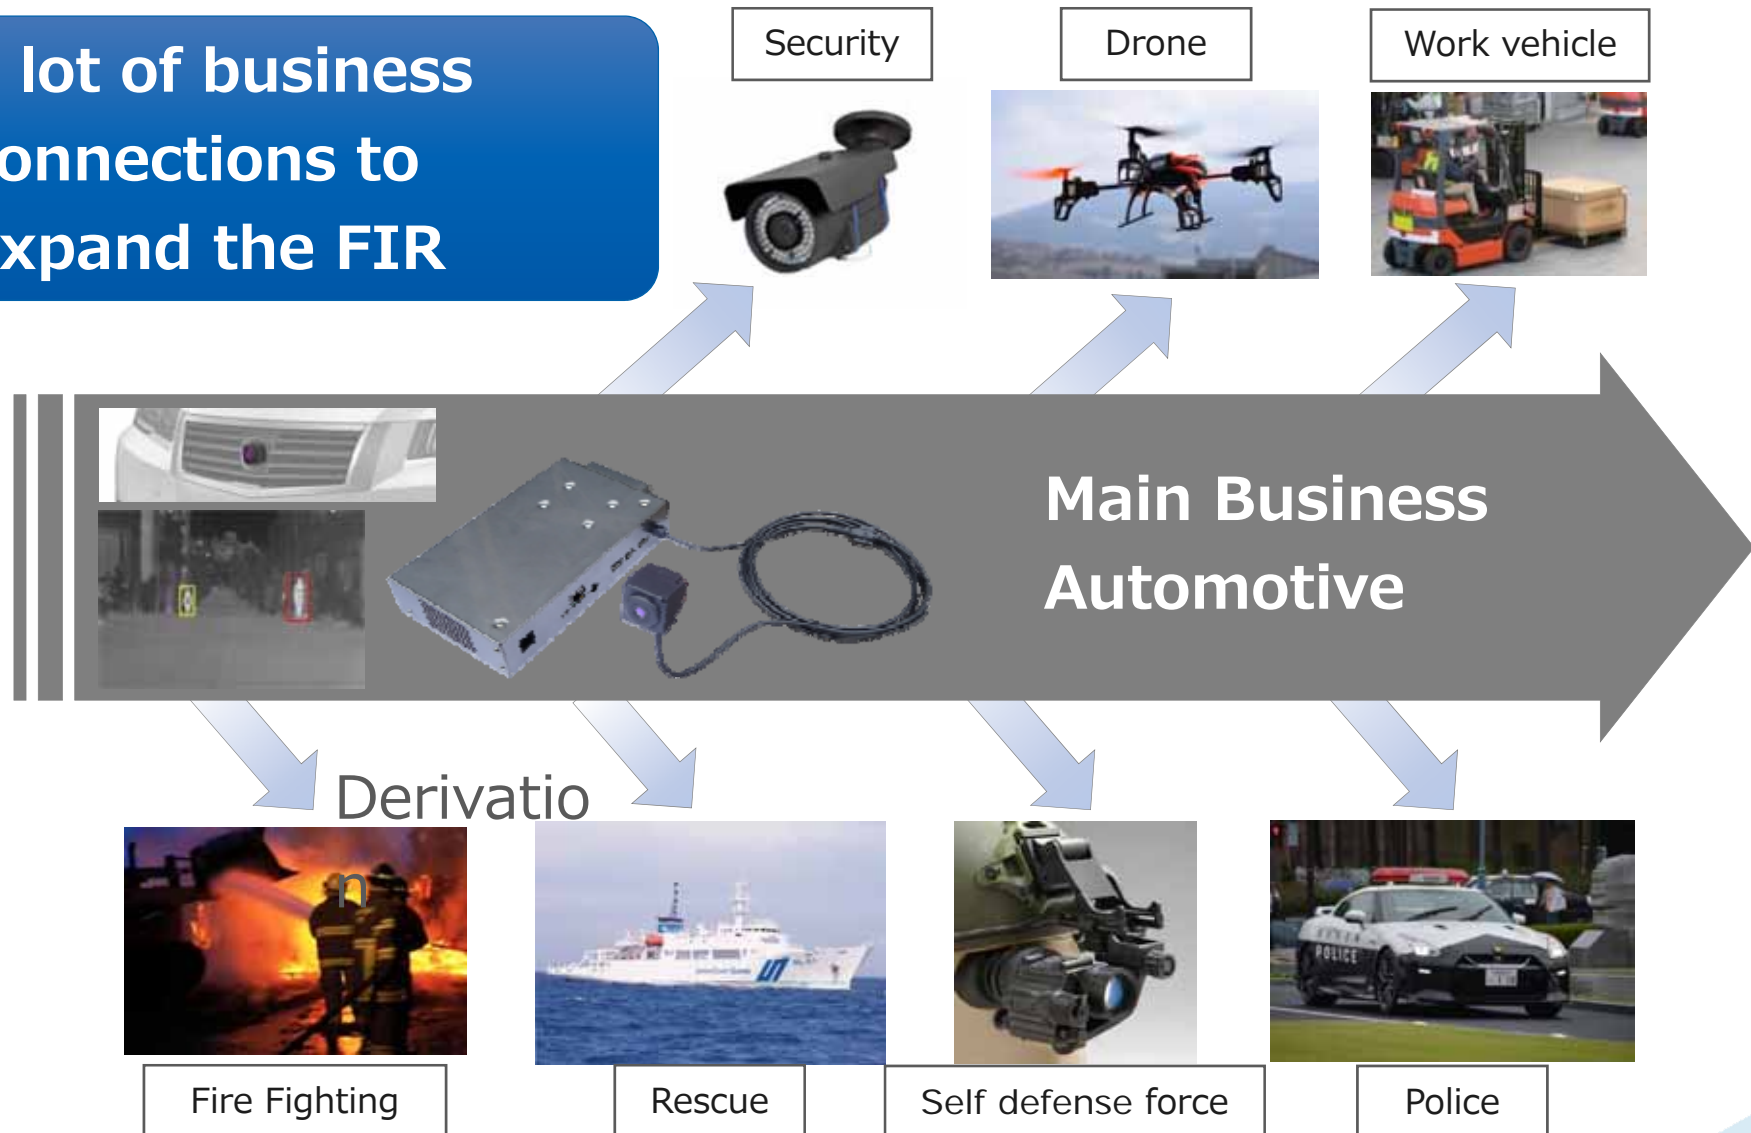 lot of business
onnections to
xpand the FIR
Security
Drone
Work vehicle
Main Business
Automotive
Derivatio
n
POLICE
Fire Fighting
Rescue
Self defense force
Police